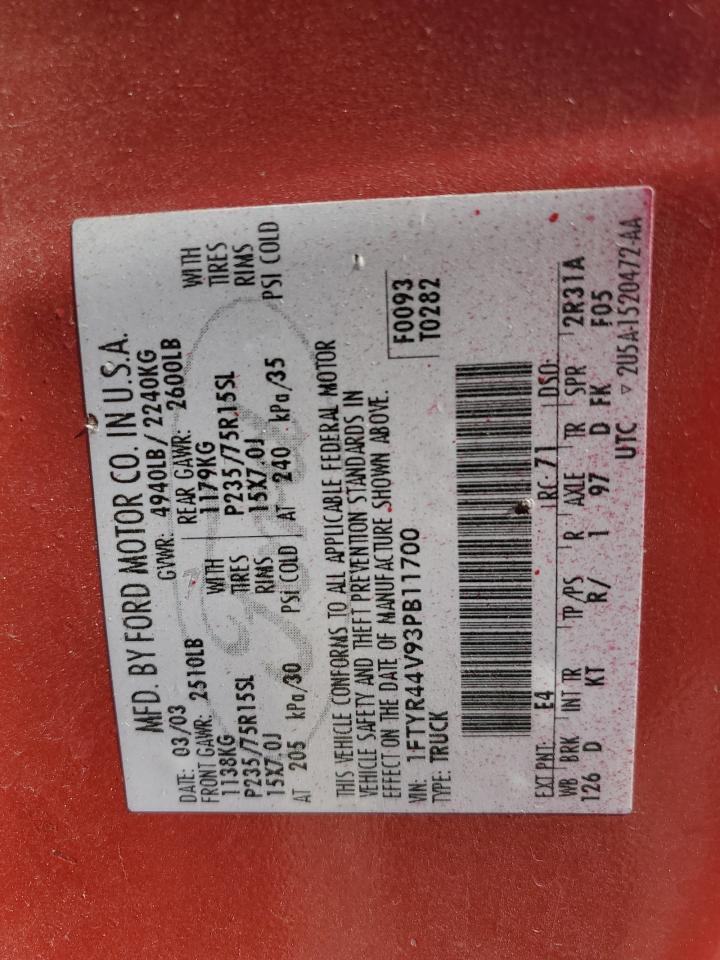 MFD. BY FORD MOTOR CO. IN U.S.A.
DATE: 03/03 GVWR: 4940LB/ 2240KG
FRONT GAWR: 2510LB REAR GAWR: 2600LB
1138KG WITH 1179KG WITH
P235/75R15SL TIRES P235/75R15SL TIRES
15X7.0J RIMS 15X7.0J RIMS
AT 205 kPa/30 PSI COLD AT 240 kPa/35 PSI COLD
THIS VEHICLE CONFORMS TO ALL APPLICABLE FEDERAL MOTOR
VEHICLE SAFETY AND THEFT PREVENTION STANDARDS IN
EFFECT ON THE DATE OF MANUFACTURE SHOWN ABOVE.
VIN: 1FTYR44V93PB11700 F0093
TYPE: TRUCK T0282
EXT PNT: E4 RC: 71 DSO:
WB BRK INT TR TP/PS R AXLE TR SPR 2R31A
126 D KT R/ 1 97 D FK F05
UTC ▿ 2U5A-1520472-AA